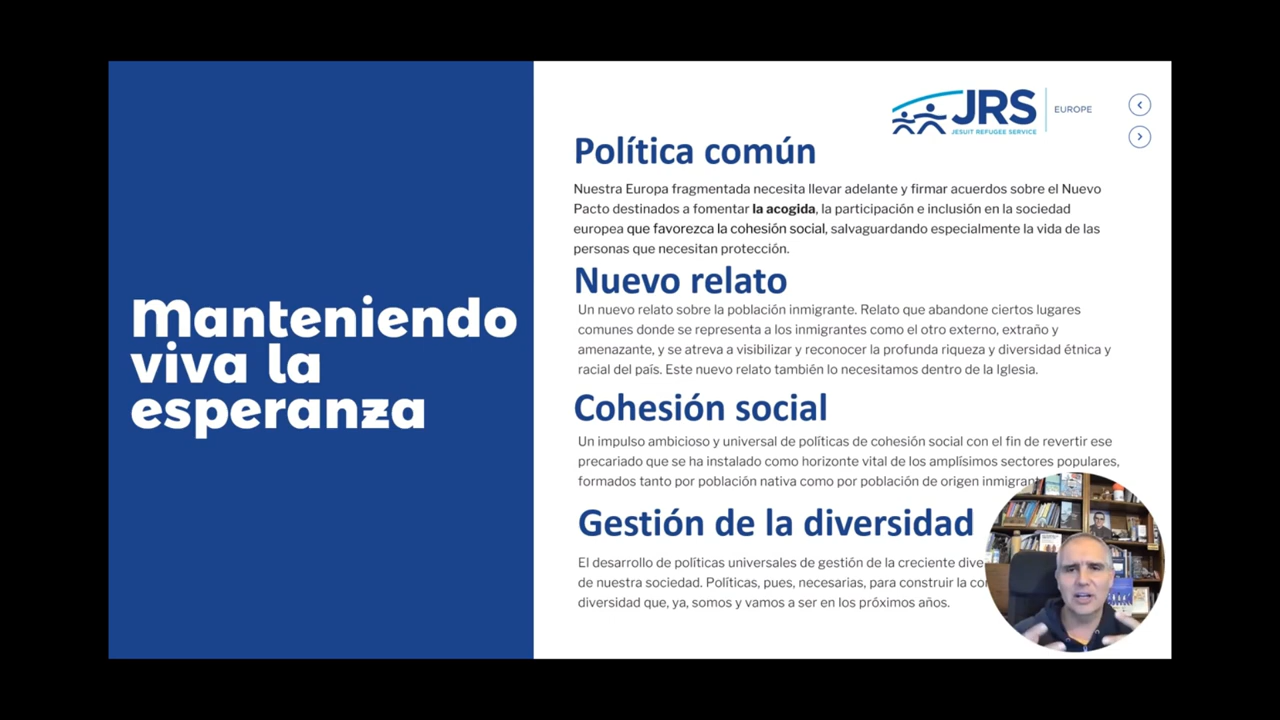 Manteniendo
viva la
esperanza
JRS
JESUIT REFUGEE SERVICE
EUROPE
Política común
Nuestra Europa fragmentada necesita llevar adelante y firmar acuerdos sobre el Nuevo
Pacto destinados a fomentar la acogida, la participación e inclusión en la sociedad
europea que favorezca la cohesión social, salvaguardando especialmente la vida de las
personas que necesitan protección.
Nuevo relato
Un nuevo relato sobre la población inmigrante. Relato que abandone ciertos lugares
comunes donde se representa a los inmigrantes como el otro externo, extraño y
amenazante, y se atreva a visibilizar y reconocer la profunda riqueza y diversidad étnica y
racial del país. Este nuevo relato también lo necesitamos dentro de la Iglesia.
Cohesión social
Un impulso ambicioso y universal de políticas de cohesión social con el fin de revertir ese
precariado que se ha instalado como horizonte vital de los amplísimos sectores populares,
formados tanto por población nativa como por población de origen
Gestión de la diversidad
El desarrollo de políticas universales de gestión de la creciente
de nuestra sociedad. Políticas, pues, necesarias, para construir la
diversidad que, ya, somos y vamos a ser en los próximos años.